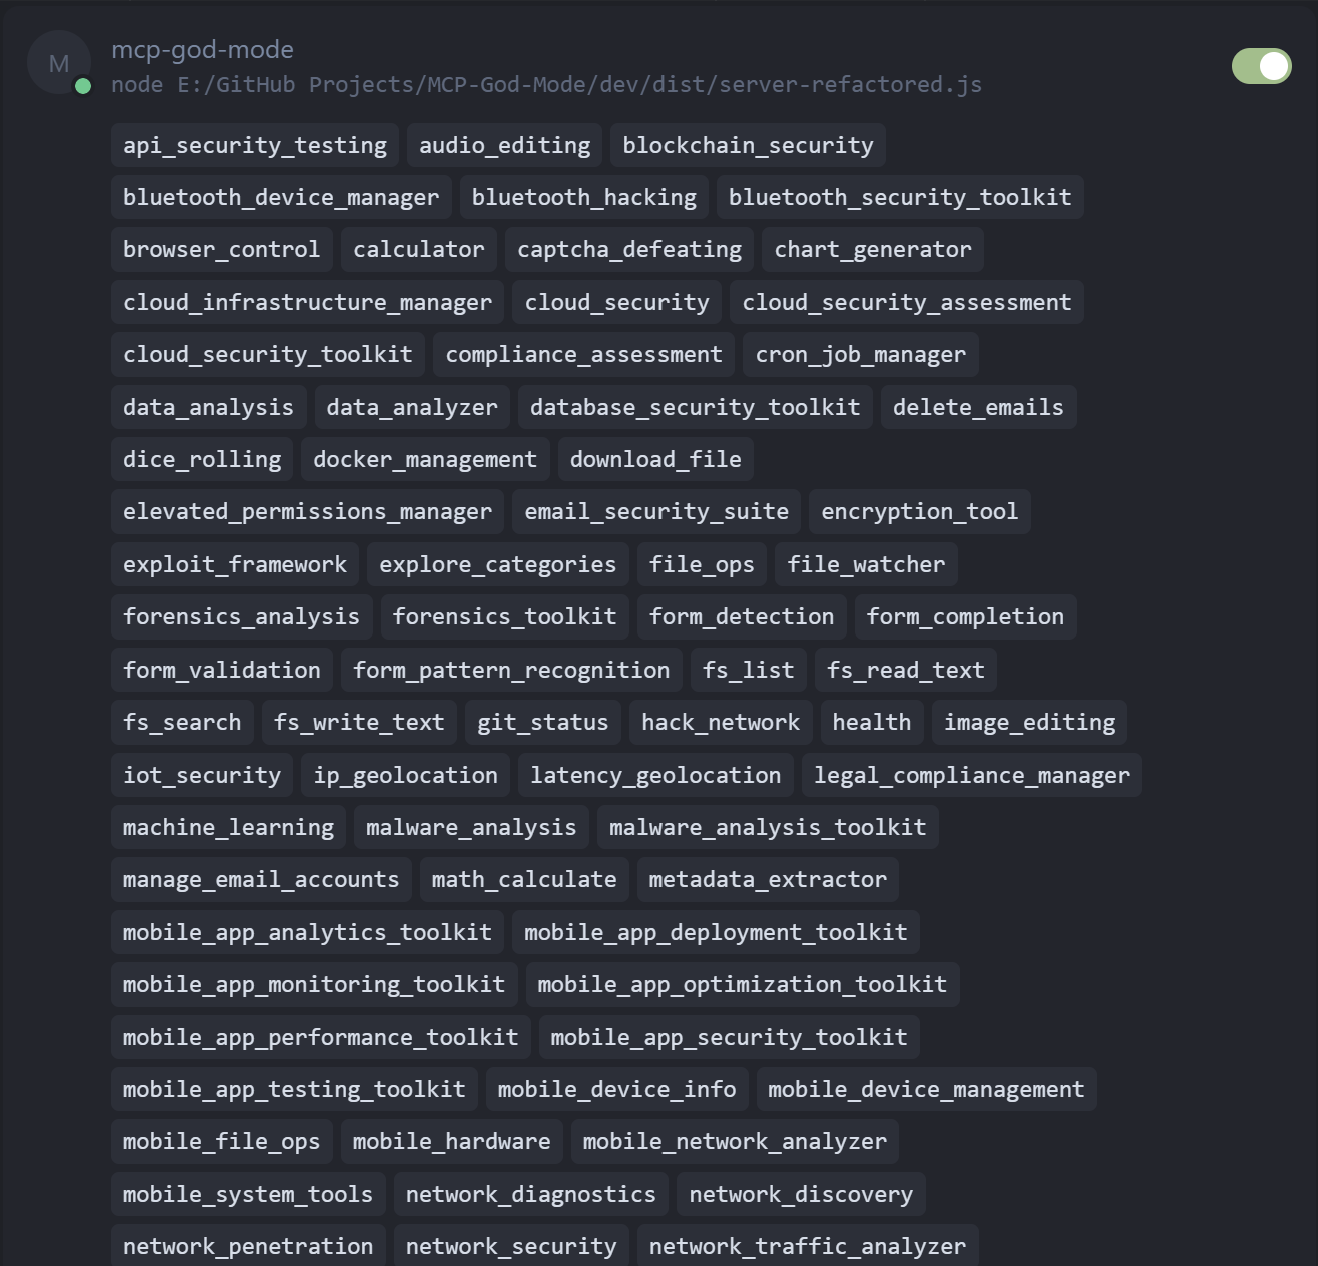 M
mcp-god-mode
node E:/GitHub Projects/MCP-God-Mode/dev/dist/server-refactored.js
api_security_testing audio_editing blockchain_security
bluetooth_device_manager bluetooth_hacking bluetooth_security_toolkit
browser_control calculator captcha_defeating chart_generator
cloud_infrastructure_manager cloud_security cloud_security_assessment
cloud_security_toolkit compliance_assessment cron_job_manager
data_analysis data_analyzer database_security_toolkit delete_emails
dice_rolling docker_management download_file
elevated_permissions_manager email_security_suite encryption_tool
exploit_framework explore_categories file_ops file_watcher
forensics_analysis forensics_toolkit form_detection form_completion
form_validation form_pattern_recognition fs_list fs_read_text
fs_search fs_write_text git_status hack_network health image_editing
iot_security ip_geolocation latency_geolocation legal_compliance_manager
machine_learning malware_analysis malware_analysis_toolkit
manage_email_accounts math_calculate metadata_extractor
mobile_app_analytics_toolkit mobile_app_deployment_toolkit
mobile_app_monitoring_toolkit mobile_app_optimization_toolkit
mobile_app_performance_toolkit mobile_app_security_toolkit
mobile_app_testing_toolkit mobile_device_info mobile_device_management
mobile_file_ops mobile_hardware mobile_network_analyzer
mobile_system_tools network_diagnostics network_discovery
network_penetration network_security network_traffic_analyzer